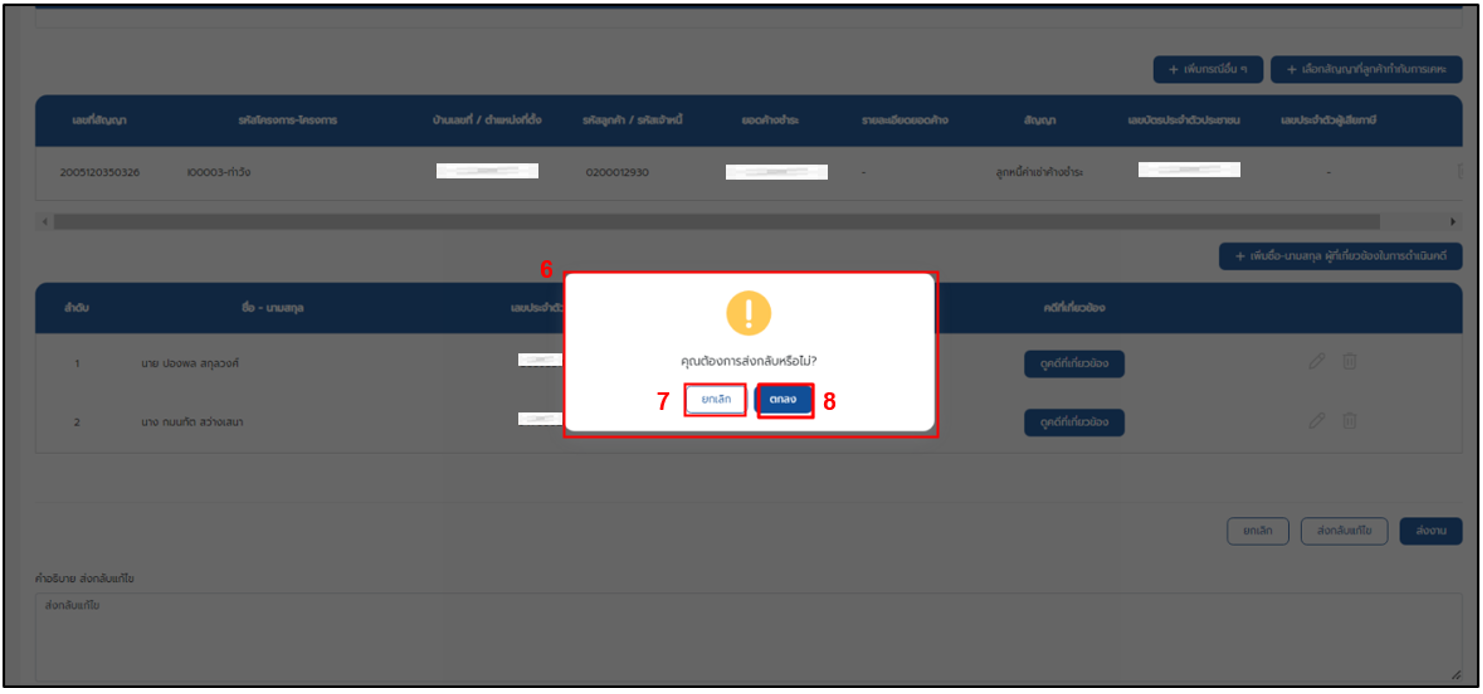 + เพิ่มกรณีอื่น ๆ + เลือกสัญญาที่ลูกค้าทำกับการเคหะ
เลขที่สัญญา รหัสโครงการ-โครงการ บ้านเลขที่ / ตำแหน่งที่ตั้ง รหัสลูกค้า / รหัสเจ้าหนี้ ยอดค้างชำระ รายละเอียดยอดค้าง สัญญา เลขบัตรประจำตัวประชาชน เลขประจำตัวผู้เสียภาษี
2005120350326 I00003-ท่าวัง 0200012930 - ลูกหนี้ค่าเช่าค้างชำระ -
+ เพิ่มชื่อ-นามสกุล ผู้ที่เกี่ยวข้องในการดำเนินคดี
6
ลำดับ ชื่อ - นามสกุล เลขประจำตัว คดีที่เกี่ยวข้อง
คุณต้องการส่งกลับหรือไม่?
1 นาย ปองพล สกุลวงศ์ ดูคดีที่เกี่ยวข้อง
7 ยกเลิก ตกลง 8
2 นาง กมนทัต สว่างเสนา ดูคดีที่เกี่ยวข้อง
ยกเลิก ส่งกลับแก้ไข ส่งงาน
คำอธิบาย ส่งกลับแก้ไข
ส่งกลับแก้ไข